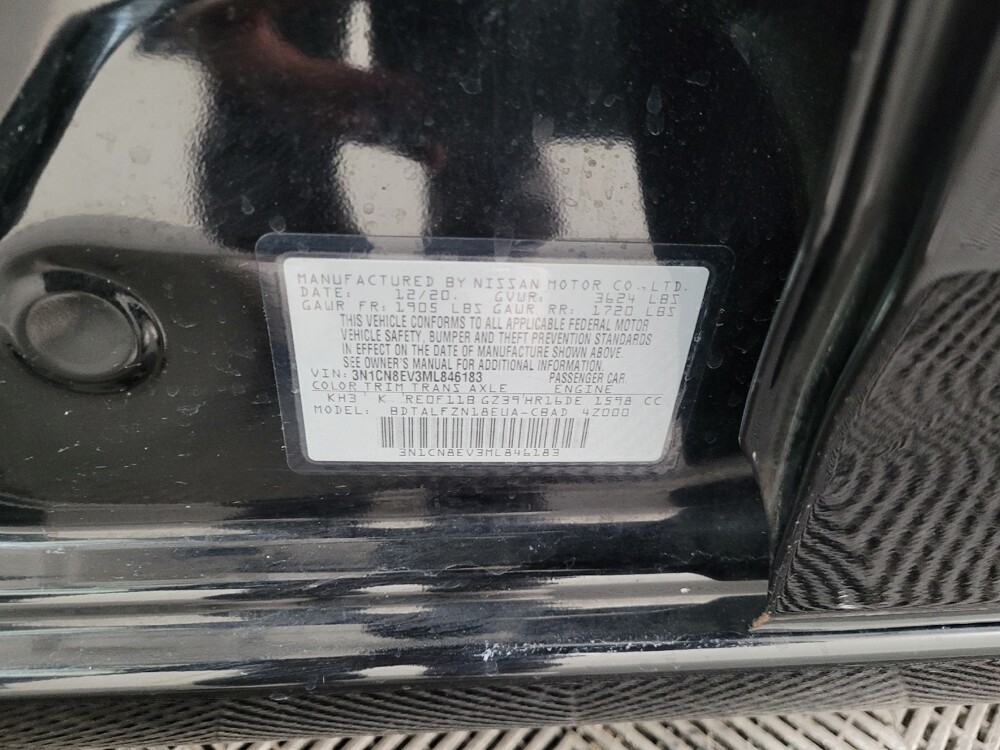 MANUFACTURED BY NISSAN MOTOR CO., LTD.
DATE: 12/20. GVWR: 3624 LBS
GAWR FR: 1905 LBS GAWR RR: 1720 LBS
THIS VEHICLE CONFORMS TO ALL APPLICABLE FEDERAL MOTOR
VEHICLE SAFETY, BUMPER AND THEFT PREVENTION STANDARDS
IN EFFECT ON THE DATE OF MANUFACTURE SHOWN ABOVE.
SEE OWNER'S MANUAL FOR ADDITIONAL INFORMATION.
VIN: 3N1CN8EV3ML846183 PASSENGER CAR.
COLOR TRIM TRANS AXLE ENGINE
KH3 K RE0F11B GZ39 HR16DE 1598 CC
MODEL: BDTALFZN18EUA-CBAD 4Z000
3N1CN8EV3ML846183